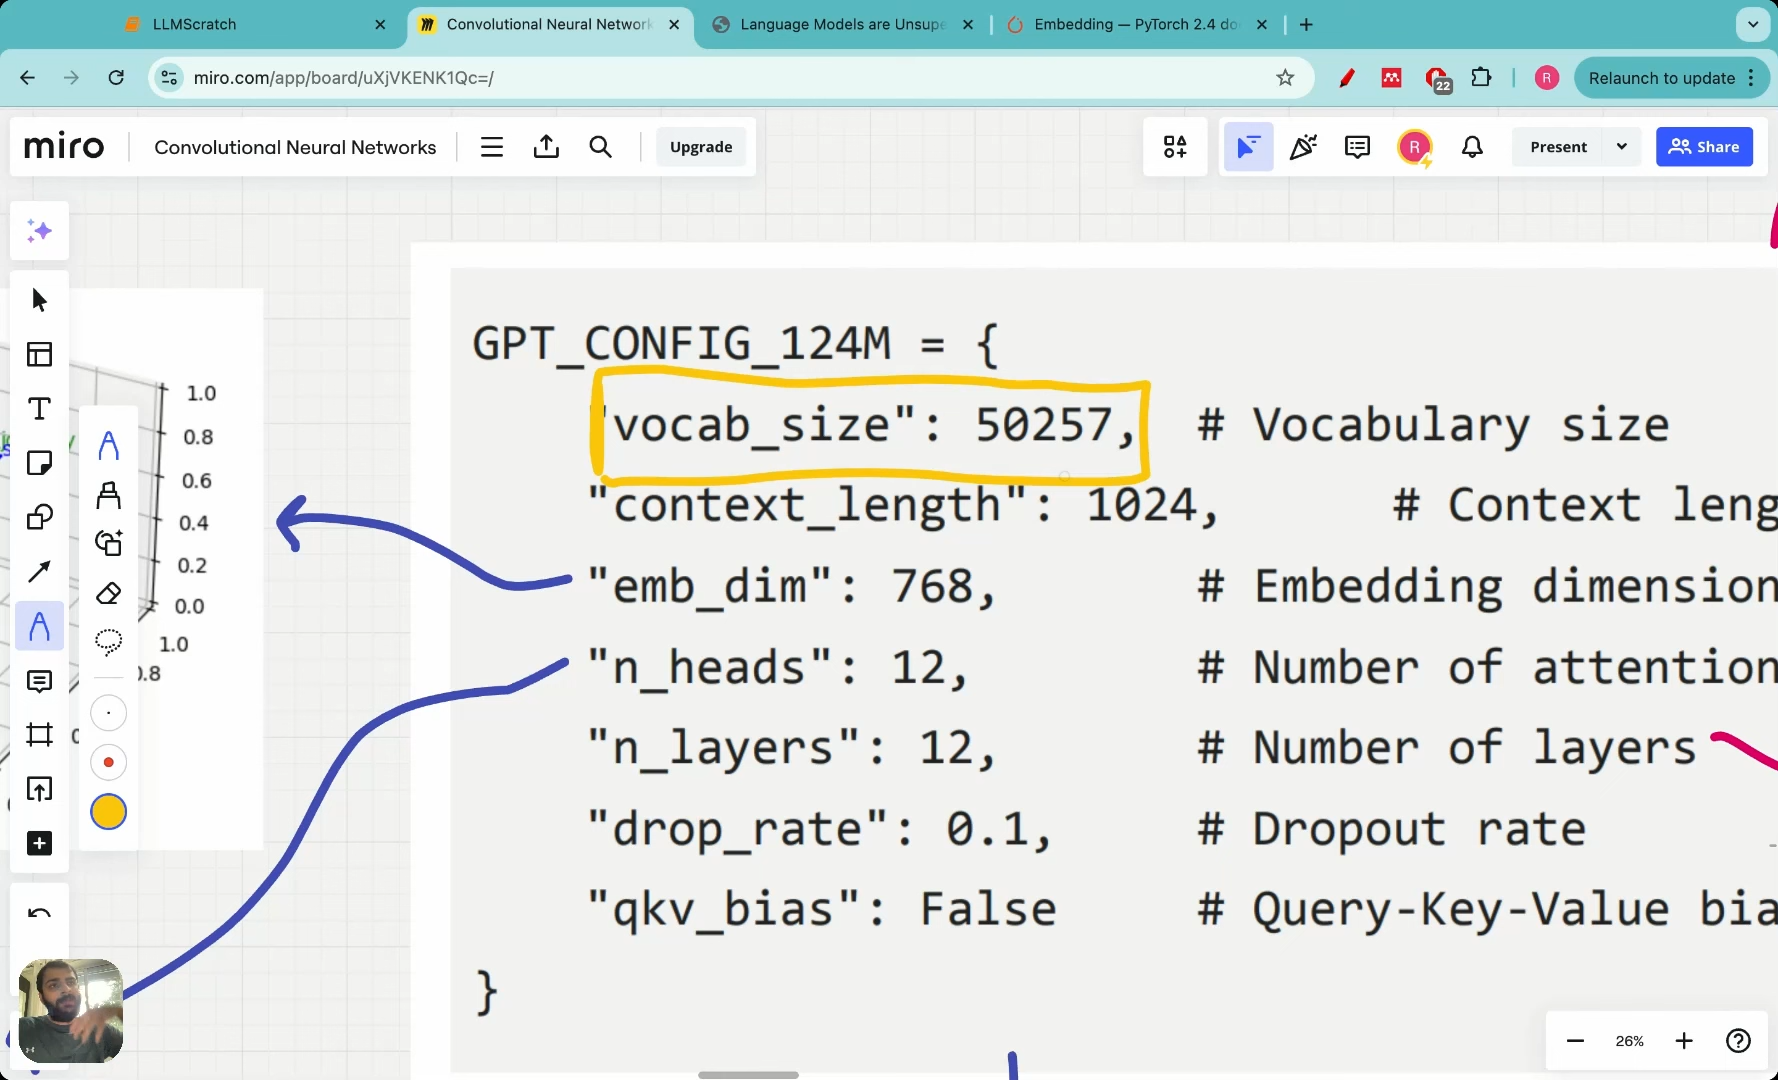 LLMScratch
Convolutional Neural Network
Language Models are Unsupe
Embedding — PyTorch 2.4 do
miro.com/app/board/uXjVKENK1Qc=/
22
R
Relaunch to update
miro
Convolutional Neural Networks
Upgrade
R
Present
Share
1.0
0.8
0.6
0.4
0.2
0.0
1.0
0.8
GPT_CONFIG_124M = {
"vocab_size": 50257, # Vocabulary size
"context_length": 1024, # Context leng
"emb_dim": 768, # Embedding dimension
"n_heads": 12, # Number of attention
"n_layers": 12, # Number of layers
"drop_rate": 0.1, # Dropout rate
"qkv_bias": False # Query-Key-Value bia
}
26%